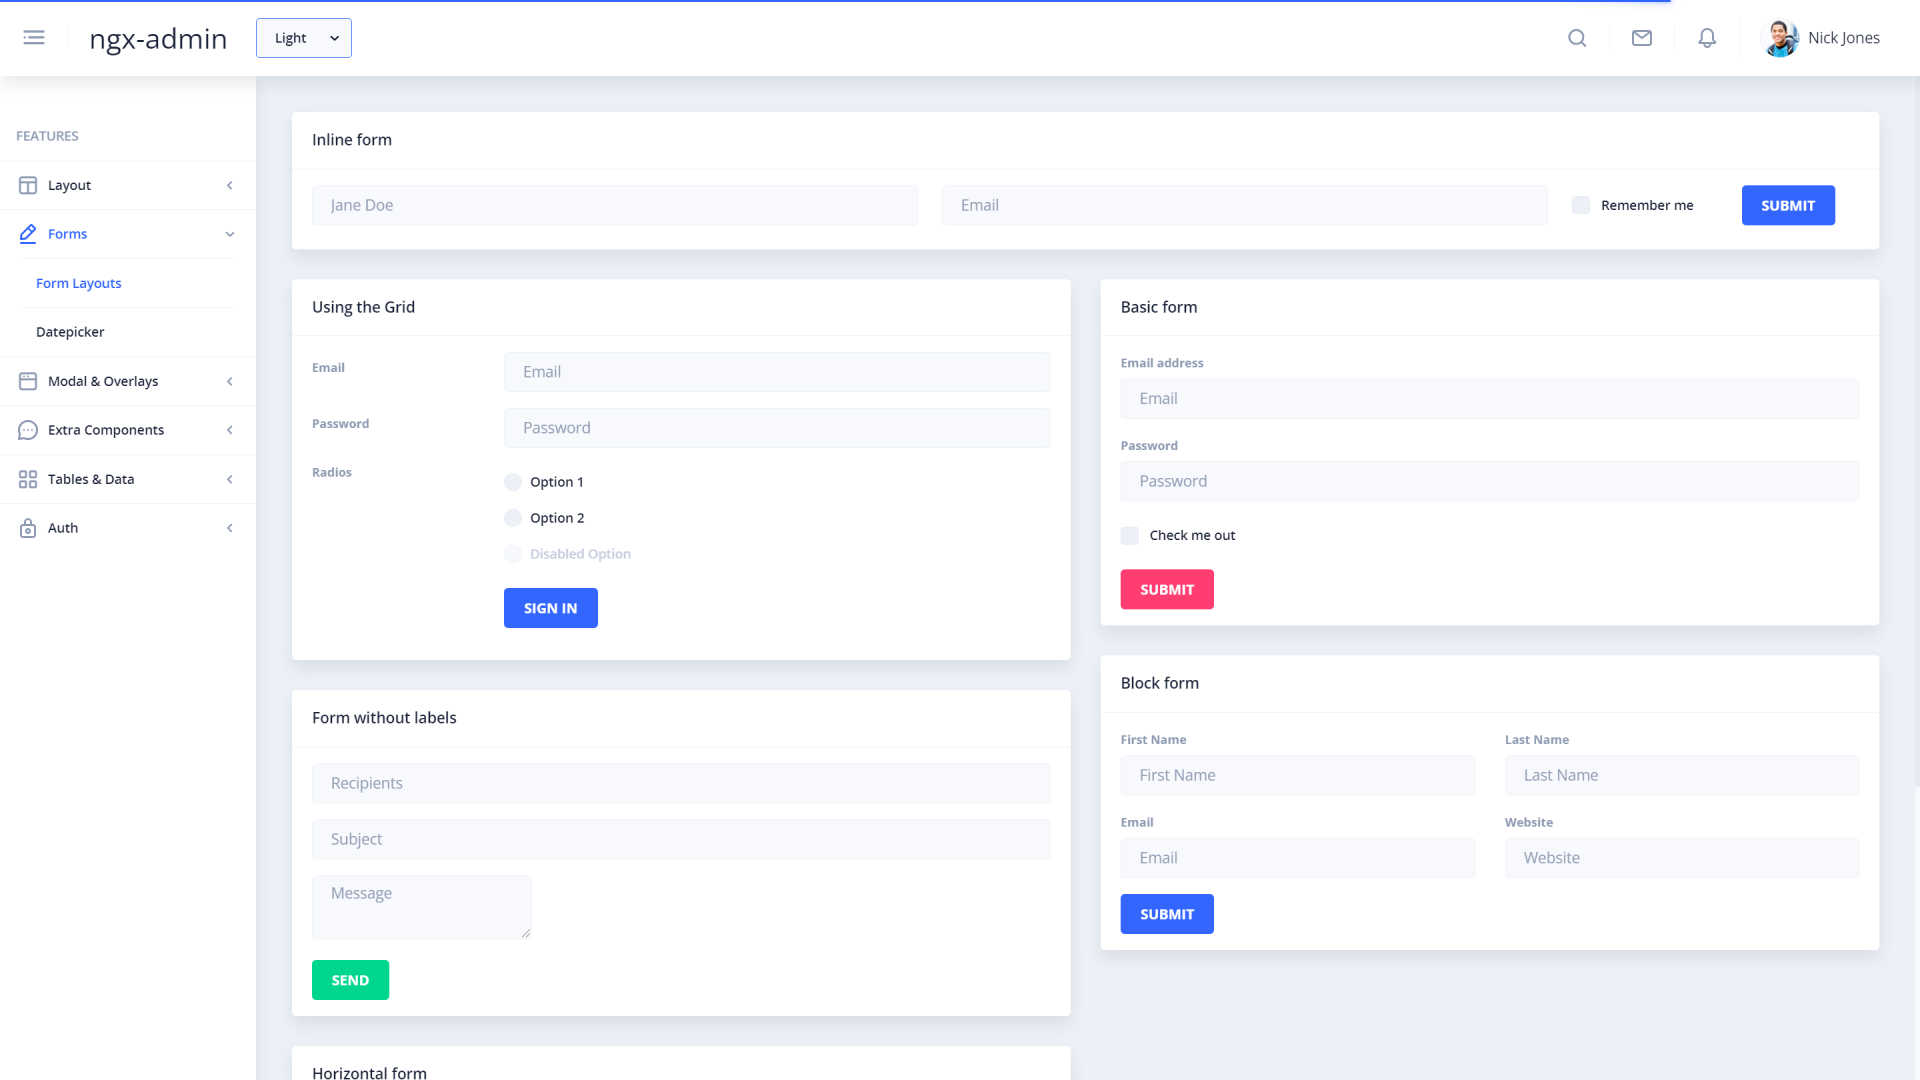 ngx-admin
Light
Nick Jones
FEATURES
Layout
Forms
Form Layouts
Datepicker
Modal & Overlays
Extra Components
Tables & Data
Auth
Inline form
Jane Doe
Email
Remember me
SUBMIT
Using the Grid
Email
Email
Password
Password
Radios
Option 1
Option 2
Disabled Option
SIGN IN
Basic form
Email address
Email
Password
Password
Check me out
SUBMIT
Form without labels
Recipients
Subject
Message
SEND
Block form
First Name
Last Name
First Name
Last Name
Email
Website
Email
Website
SUBMIT
Horizontal form